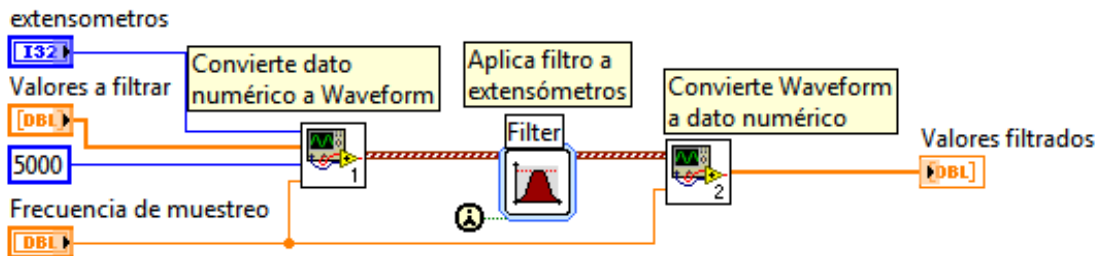 extensometros
I32
Convierte dato
numérico a Waveform
Aplica filtro a
extensómetros
Valores a filtrar
[DBL]
Convierte Waveform
a dato numérico
Filter
Valores filtrados
5000
1
[DBL]
2
Frecuencia de muestreo
DBL